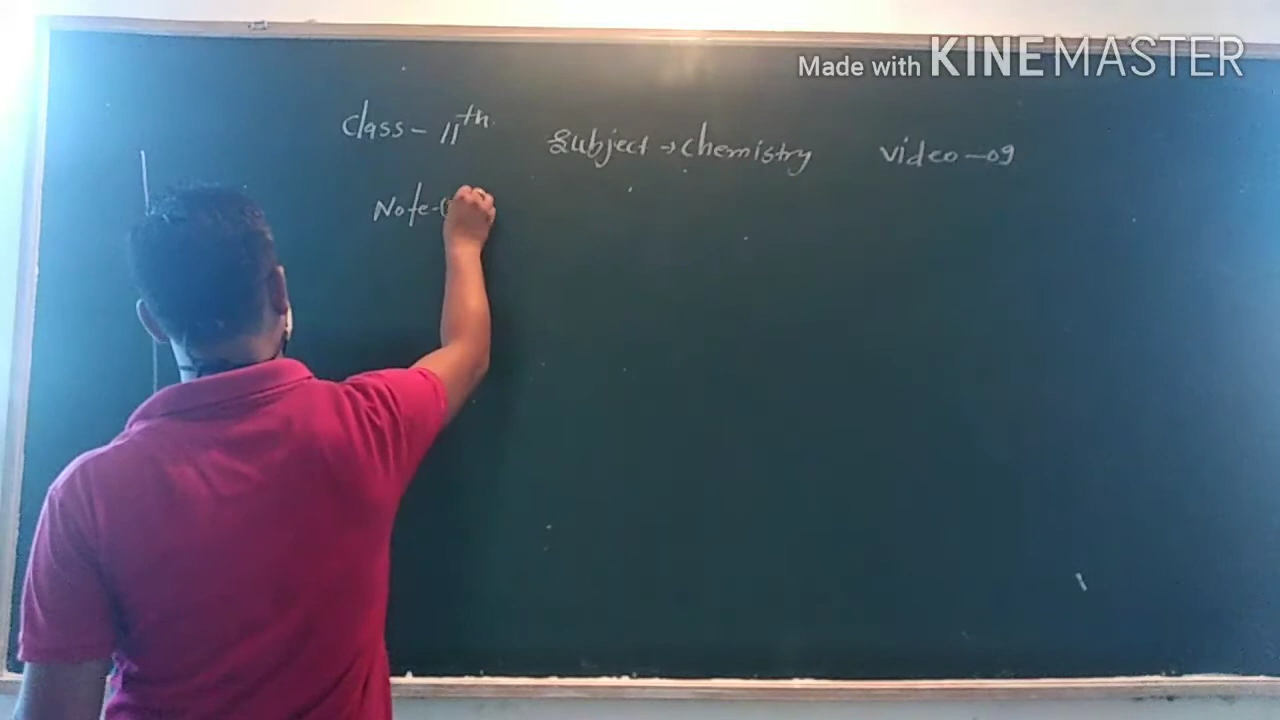 Made with KINEMASTER
Class - 11th Subject → Chemistry Video - 09
Note-